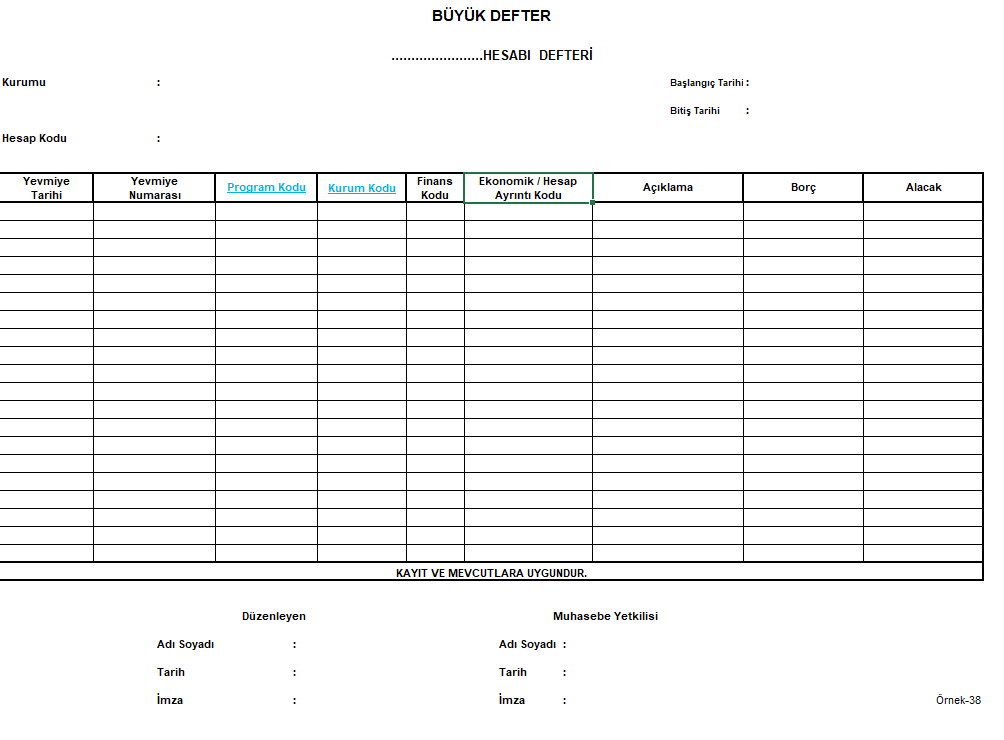 BÜYÜK DEFTER
.......................HESABI DEFTERİ
Kurumu :
Başlangıç Tarihi :
Bitiş Tarihi :
Hesap Kodu :
Yevmiye Tarihi
Yevmiye Numarası
Program Kodu
Kurum Kodu
Finans Kodu
Ekonomik / Hesap Ayrıntı Kodu
Açıklama
Borç
Alacak
KAYIT VE MEVCUTLARA UYGUNDUR.
Düzenleyen
Muhasebe Yetkilisi
Adı Soyadı :
Adı Soyadı :
Tarih :
Tarih :
İmza :
İmza :
Örnek-38